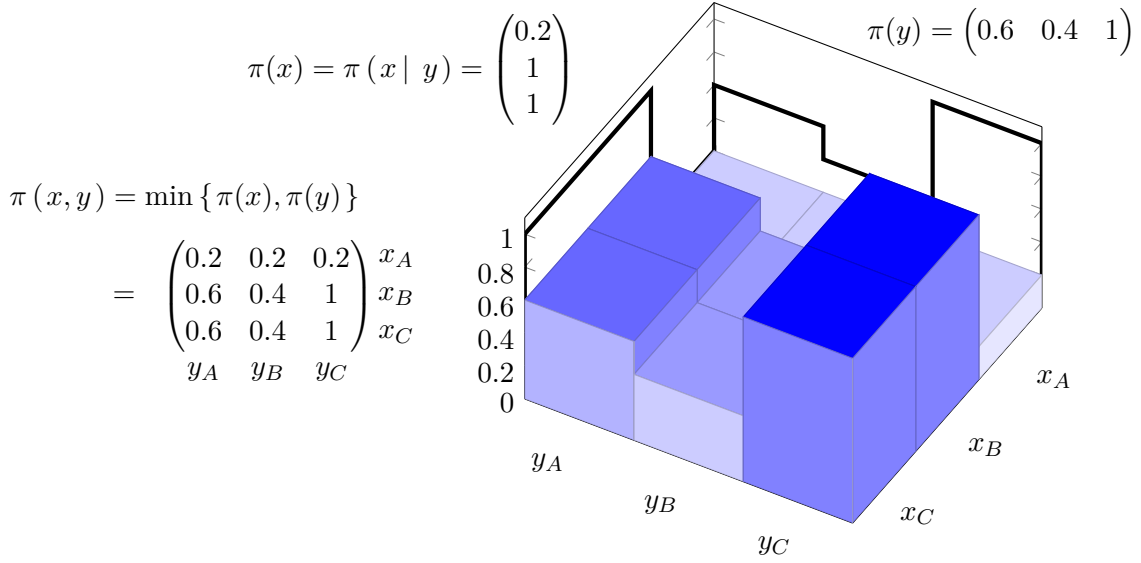 π(x) = π ( x | y ) = (0.2 1 1)
π(y) = (0.6 0.4 1)
π ( x, y ) = min { π(x), π(y) }
= (0.2 0.2 0.2) x_A
(0.6 0.4 1) x_B
(0.6 0.4 1) x_C
y_A y_B y_C
1
0.8
0.6
0.4
0.2
0
y_A
y_B
y_C
x_C
x_B
x_A